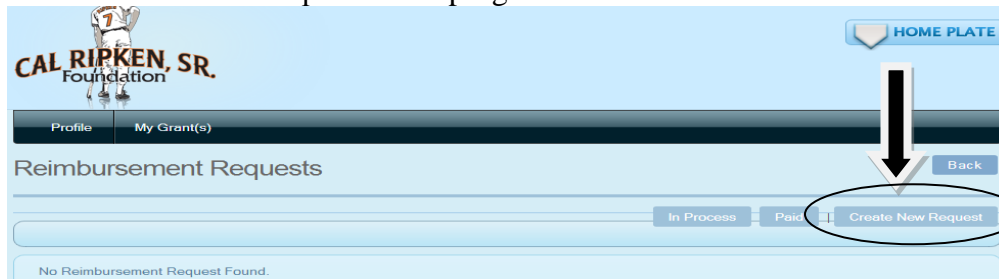 7
CAL RIPKEN, SR.
Foundation
HOME PLATE
Profile My Grant(s)
Reimbursement Requests
Back
In Process Paid | Create New Request
No Reimbursement Request Found.